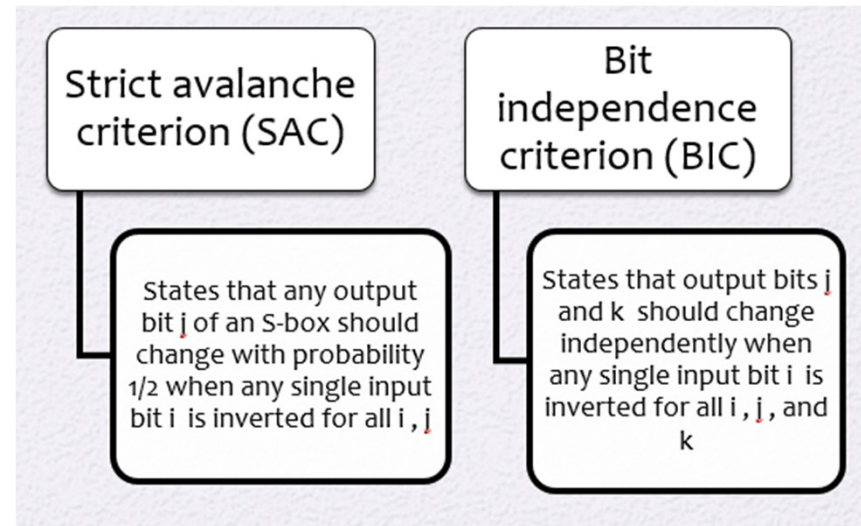 Strict avalanche
criterion (SAC)
States that any output
bit j of an S-box should
change with probability
1/2 when any single input
bit i is inverted for all i , j
Bit
independence
criterion (BIC)
States that output bits j
and k should change
independently when
any single input bit i is
inverted for all i , j , and
k